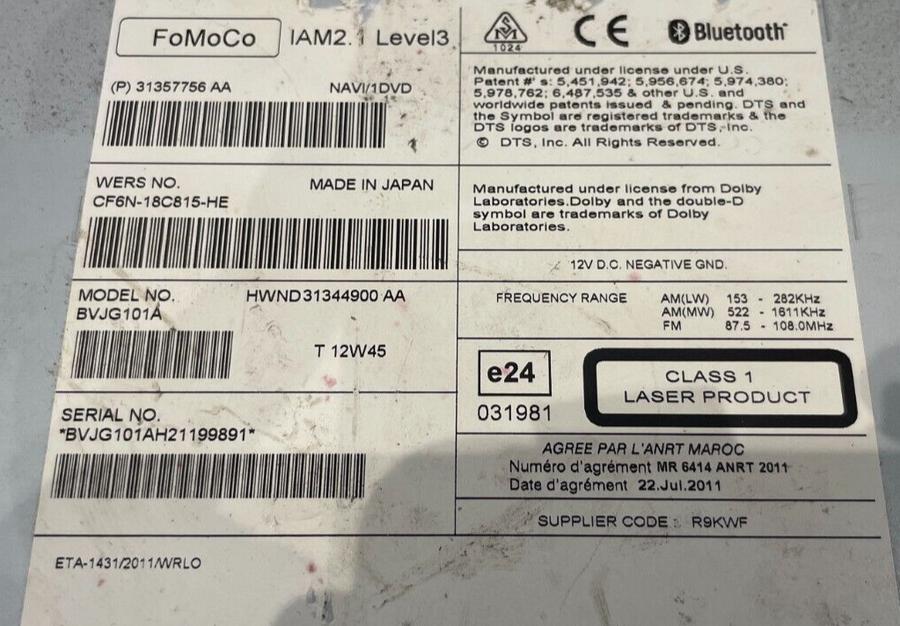 FoMoCo IAM2.1 Level3
(P) 31357756 AA NAVI/1DVD
WERS NO. MADE IN JAPAN
CF6N-18C815-HE
MODEL NO. HWND31344900 AA
BVJG101A
T 12W45
SERIAL NO.
*BVJG101AH21199891*
ETA-1431/2011/WRLO
1024
CE
Bluetooth
Manufactured under license under U.S.
Patent #' s: 5,451,942; 5,956,674; 5,974,380;
5,978,762; 6,487,535 & other U.S. and
worldwide patents issued & pending. DTS and
the Symbol are registered trademarks & the
DTS logos are trademarks of DTS, Inc.
© DTS, Inc. All Rights Reserved.
Manufactured under license from Dolby
Laboratories.Dolby and the double-D
symbol are trademarks of Dolby
Laboratories.
12V D.C. NEGATIVE GND.
FREQUENCY RANGE AM(LW) 153 - 282KHz
AM(MW) 522 - 1611KHz
FM 87.5 - 108.0MHz
e24
031981
CLASS 1
LASER PRODUCT
AGREE PAR L'ANRT MAROC
Numéro d'agrément MR 6414 ANRT 2011
Date d'agrément 22.Jul.2011
SUPPLIER CODE : R9KWF